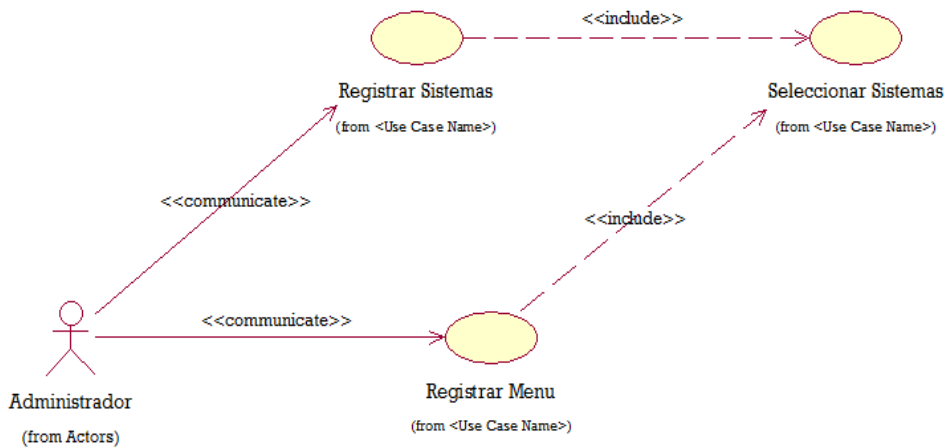 <<include>>
Registrar Sistemas
(from <Use Case Name>)
Seleccionar Sistemas
(from <Use Case Name>)
<<communicate>>
<<include>>
<<communicate>>
Registrar Menu
(from <Use Case Name>)
Administrador
(from Actors)